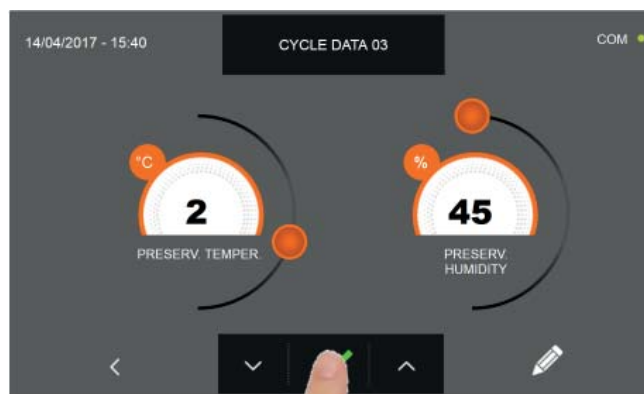 14/04/2017 - 15:40
CYCLE DATA 03
COM
°C
%
2
45
PRESERV. TEMPER.
PRESERV.
HUMIDITY